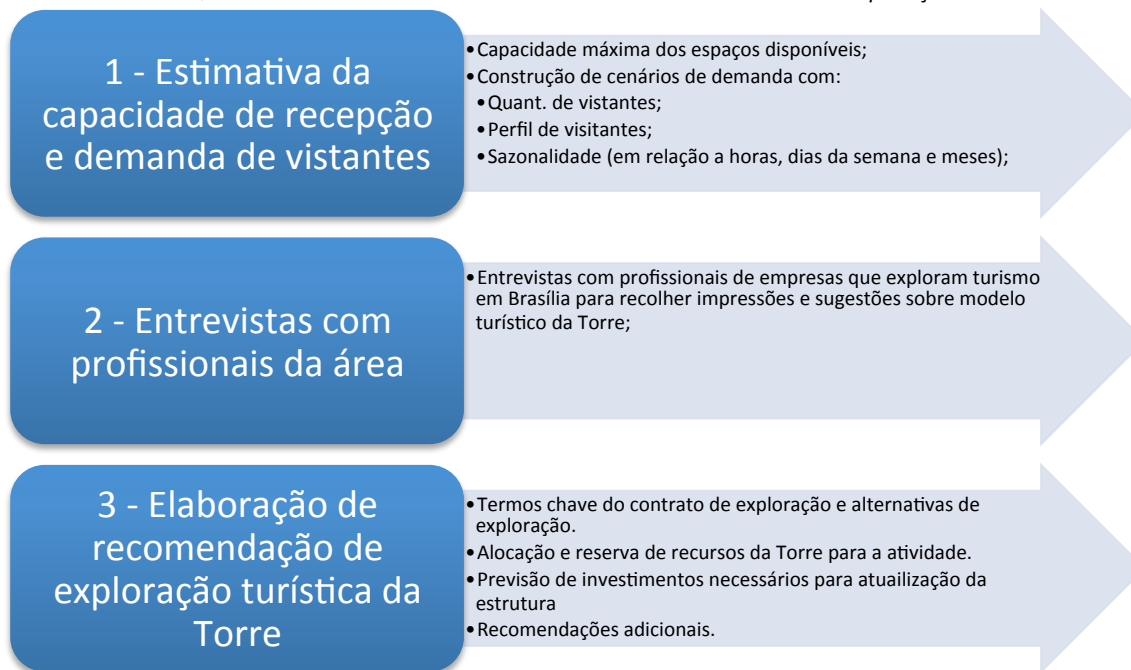 1 - Estimativa da
capacidade de recepção
e demanda de vistantes
•Capacidade máxima dos espaços disponíveis;
•Construção de cenários de demanda com:
•Quant. de vistantes;
•Perfil de visitantes;
•Sazonalidade (em relação a horas, dias da semana e meses);
2 - Entrevistas com
profissionais da área
•Entrevistas com profissionais de empresas que exploram turismo
em Brasília para recolher impressões e sugestões sobre modelo
turístico da Torre;
3 - Elaboração de
recomendação de
exploração turística da
Torre
•Termos chave do contrato de exploração e alternativas de
exploração.
•Alocação e reserva de recursos da Torre para a atividade.
•Previsão de investimentos necessários para atuailização da
estrutura
•Recomendações adicionais.